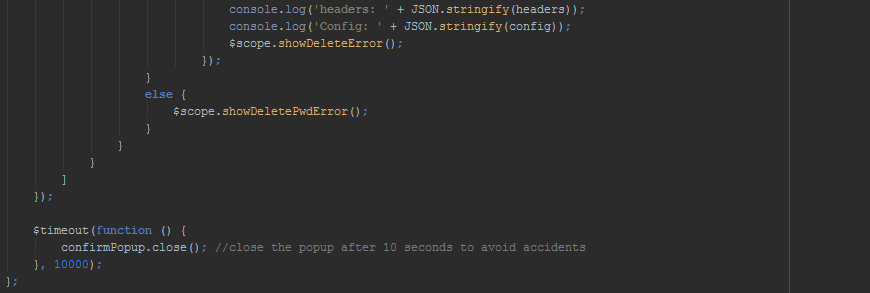 console.log('headers: ' + JSON.stringify(headers));
console.log('Config: ' + JSON.stringify(config));
$scope.showDeleteError();
});
}
else {
$scope.showDeletePwdError();
}
}
}
]
});
$timeout(function () {
confirmPopup.close(); //close the popup after 10 seconds to avoid accidents
}, 10000);
};